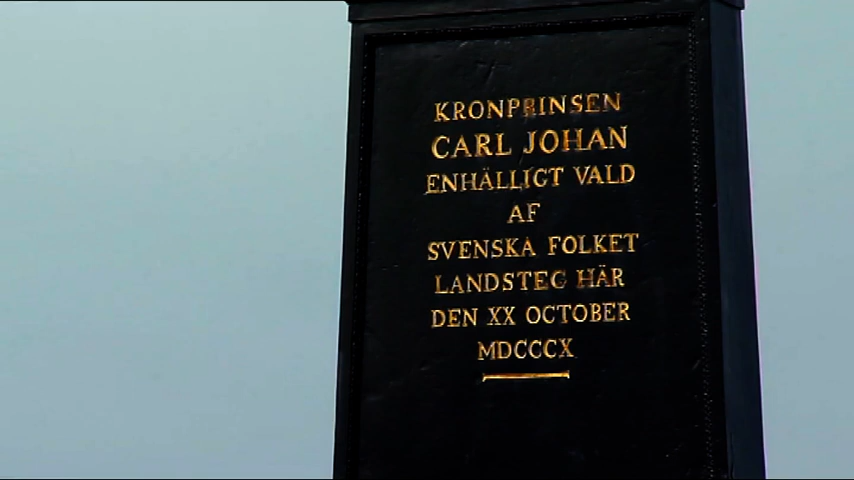 KRONPRINSEN
CARL JOHAN
ENHÄLLIGT VALD
AF
SVENSKA FOLKET
LANDSTEG HÄR
DEN XX OCTOBER
MDCCCX